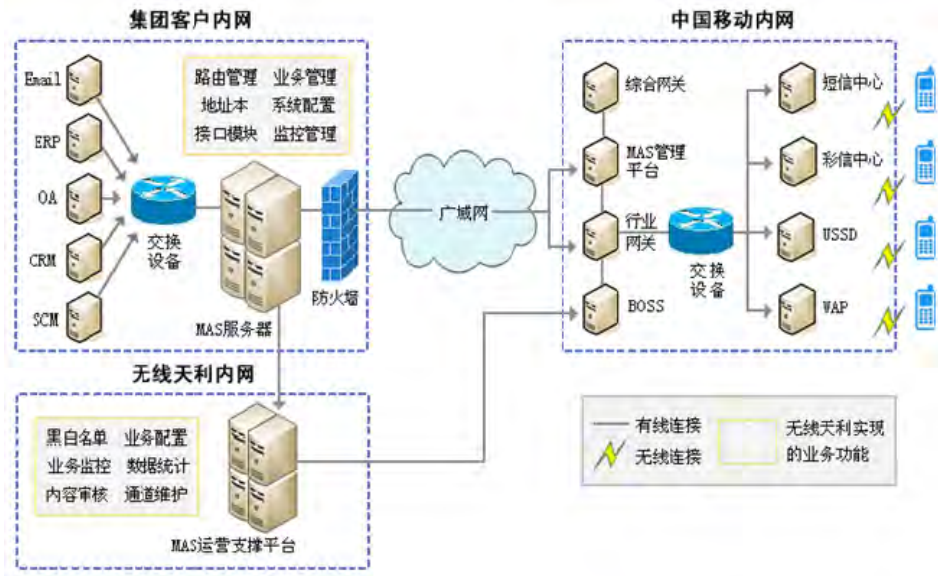 集团客户内网
中国移动内网
Email
ERP
OA
CRM
SCM
交换
设备
路由管理 业务管理
地址本 系统配置
接口模块 监控管理
MAS服务器
防火墙
广域网
综合网关
MAS管理
平台
行业
网关
BOSS
交换
设备
短信中心
彩信中心
USSD
WAP
无线天利内网
黑白名单 业务配置
业务监控 数据统计
内容审核 通道维护
MAS运营支撑平台
有线连接
无线连接
无线天利实现
的业务功能